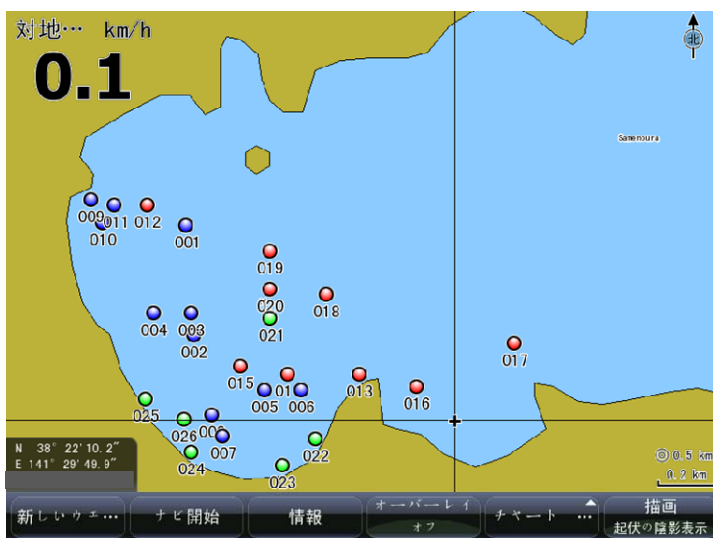 対地… km/h
0.1
北
Samenoura
009 011 012
010
001
019
020
018
021
004 003
002
017
015 01 013
005 006 016
025
026 00
007
022
024
023
N 38° 22'10.2"
E 141° 29'49.9"
0.5 km
0.2 km
新しいウエ… ナビ開始 情報 オーバーレイ チャート … 描画
オフ 起伏の陰影表示